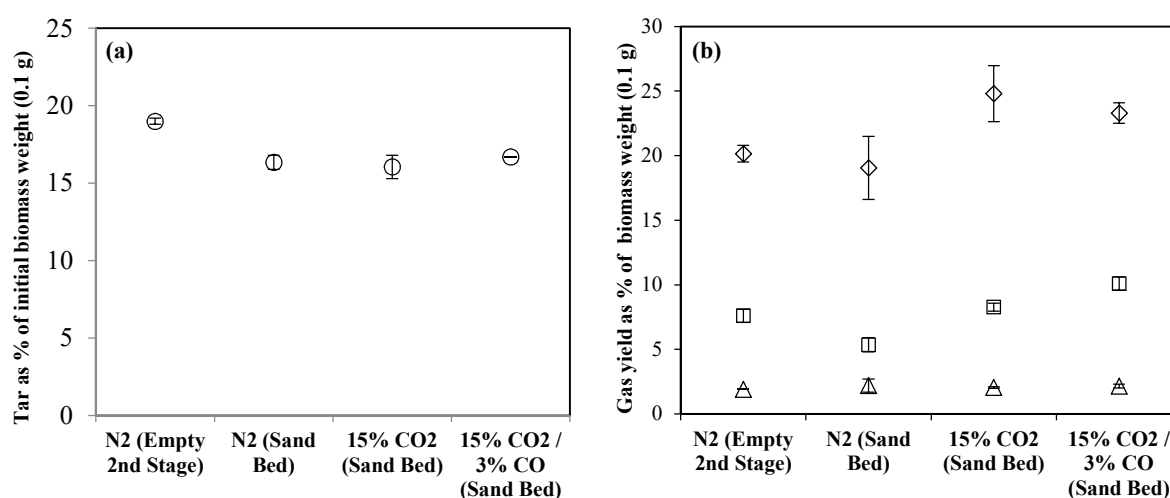 (a)
Tar as % of initial biomass weight (0.1 g)
25
20
15
10
5
0
N2 (Empty
2nd Stage)
N2 (Sand
Bed)
15% CO2
(Sand Bed)
15% CO2 /
3% CO
(Sand Bed)
(b)
Gas yield as % of biomass weight (0.1 g)
30
25
20
15
10
5
0
N2 (Empty
2nd Stage)
N2 (Sand
Bed)
15% CO2
(Sand Bed)
15% CO2 /
3% CO
(Sand Bed)